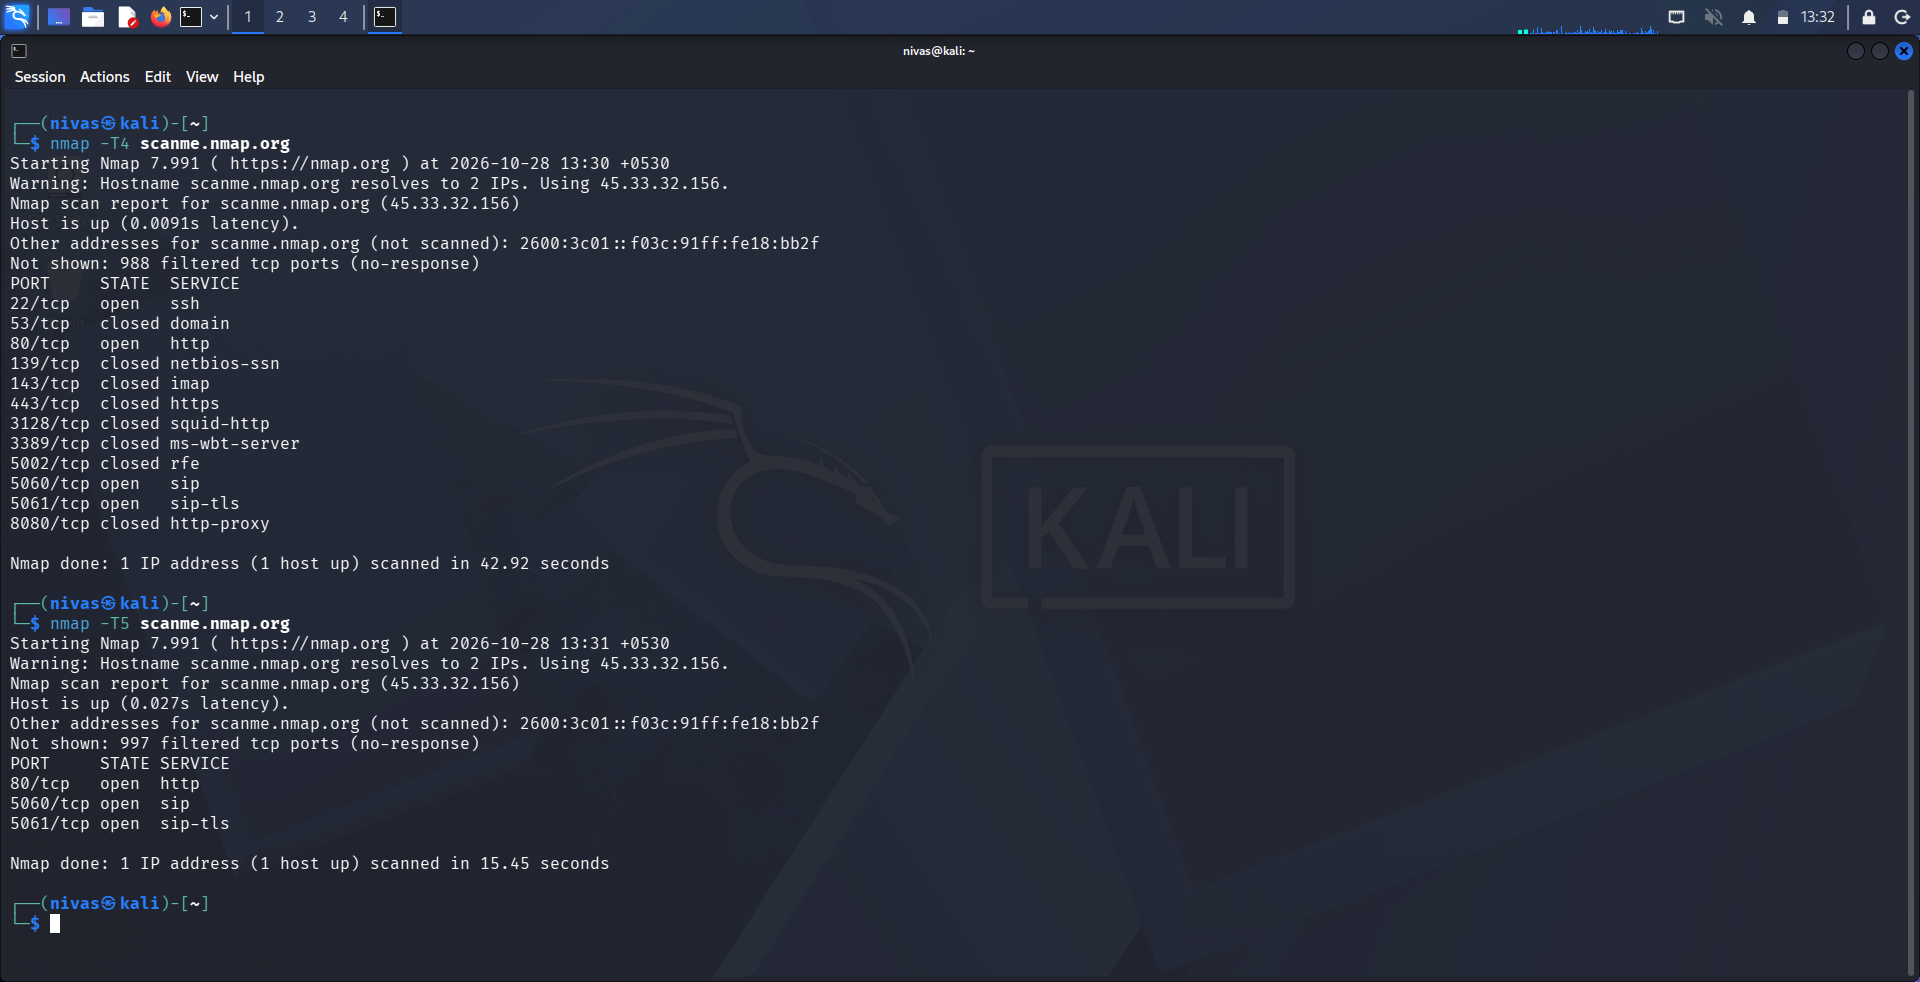 1 2 3 4 13:32
nivas@kali: ~
Session Actions Edit View Help
┌──(nivas㉿kali)-[~]
└─$ nmap -T4 scanme.nmap.org
Starting Nmap 7.991 ( https://nmap.org ) at 2026-10-28 13:30 +0530
Warning: Hostname scanme.nmap.org resolves to 2 IPs. Using 45.33.32.156.
Nmap scan report for scanme.nmap.org (45.33.32.156)
Host is up (0.0091s latency).
Other addresses for scanme.nmap.org (not scanned): 2600:3c01::f03c:91ff:fe18:bb2f
Not shown: 988 filtered tcp ports (no-response)
PORT     STATE  SERVICE
22/tcp   open   ssh
53/tcp   closed domain
80/tcp   open   http
139/tcp  closed netbios-ssn
143/tcp  closed imap
443/tcp  closed https
3128/tcp closed squid-http
3389/tcp closed ms-wbt-server
5002/tcp closed rfe
5060/tcp open   sip
5061/tcp open   sip-tls
8080/tcp closed http-proxy
Nmap done: 1 IP address (1 host up) scanned in 42.92 seconds
┌──(nivas㉿kali)-[~]
└─$ nmap -T5 scanme.nmap.org
Starting Nmap 7.991 ( https://nmap.org ) at 2026-10-28 13:31 +0530
Warning: Hostname scanme.nmap.org resolves to 2 IPs. Using 45.33.32.156.
Nmap scan report for scanme.nmap.org (45.33.32.156)
Host is up (0.027s latency).
Other addresses for scanme.nmap.org (not scanned): 2600:3c01::f03c:91ff:fe18:bb2f
Not shown: 997 filtered tcp ports (no-response)
PORT     STATE SERVICE
80/tcp   open  http
5060/tcp open  sip
5061/tcp open  sip-tls
Nmap done: 1 IP address (1 host up) scanned in 15.45 seconds
┌──(nivas㉿kali)-[~]
└─$
KALI